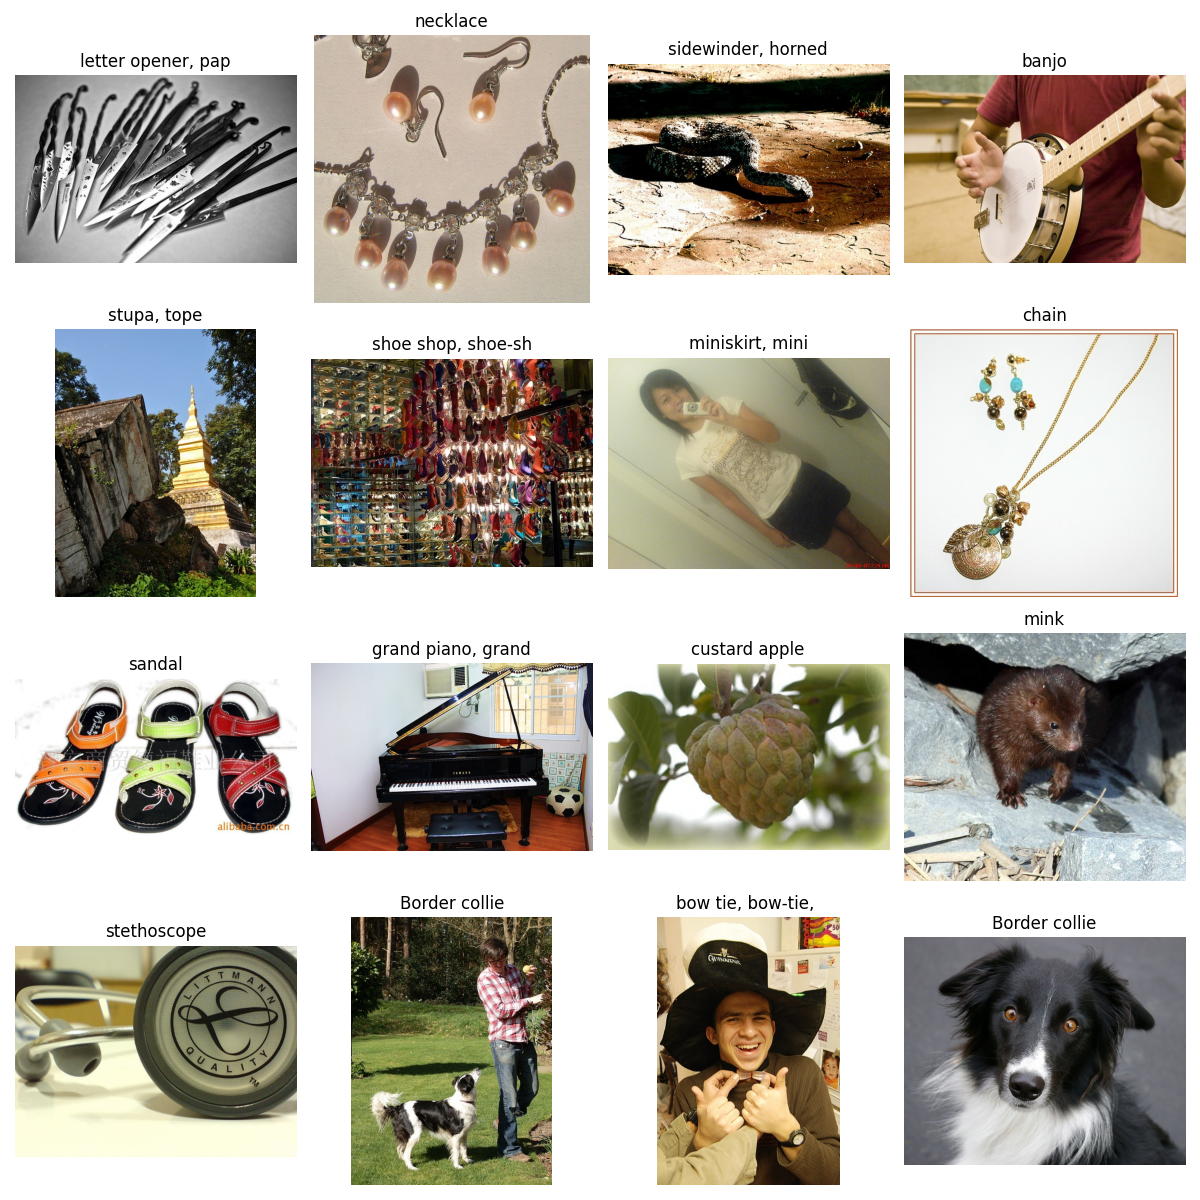 necklace
letter opener, pap
sidewinder, horned
banjo
stupa, tope
shoe shop, shoe-sh
miniskirt, mini
chain
sandal
alibaba.com.cn
grand piano, grand
YAMAHA
custard apple
mink
stethoscope
LITTMANN
QUALITY
TM
Border collie
bow tie, bow-tie,
GUINNESS
Border collie